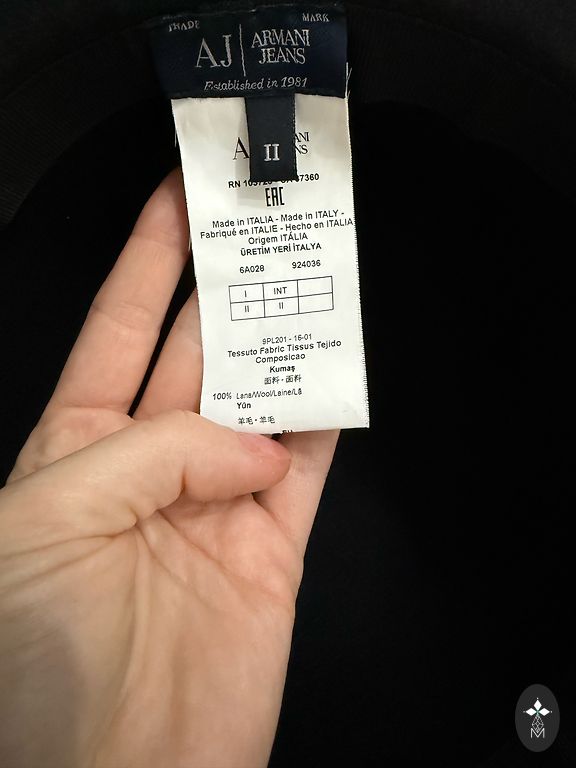 TRADE MARK
AJ ARMANI JEANS
Established in 1981
II
RN
EAC
Made in ITALIA - Made in ITALY -
Fabriqué en ITALIE - Hecho en ITALIA
Origem ITÁLIA
ÜRETİM YERİ İTALYA
6A028 924036
I INT
II II
9PL201 - 16-01
Tessuto Fabric Tissus Tejido
Composicao
Kumaş
面料 - 面料
100% Lana/Wool/Laine/Lã
Yün
羊毛 - 羊毛
M